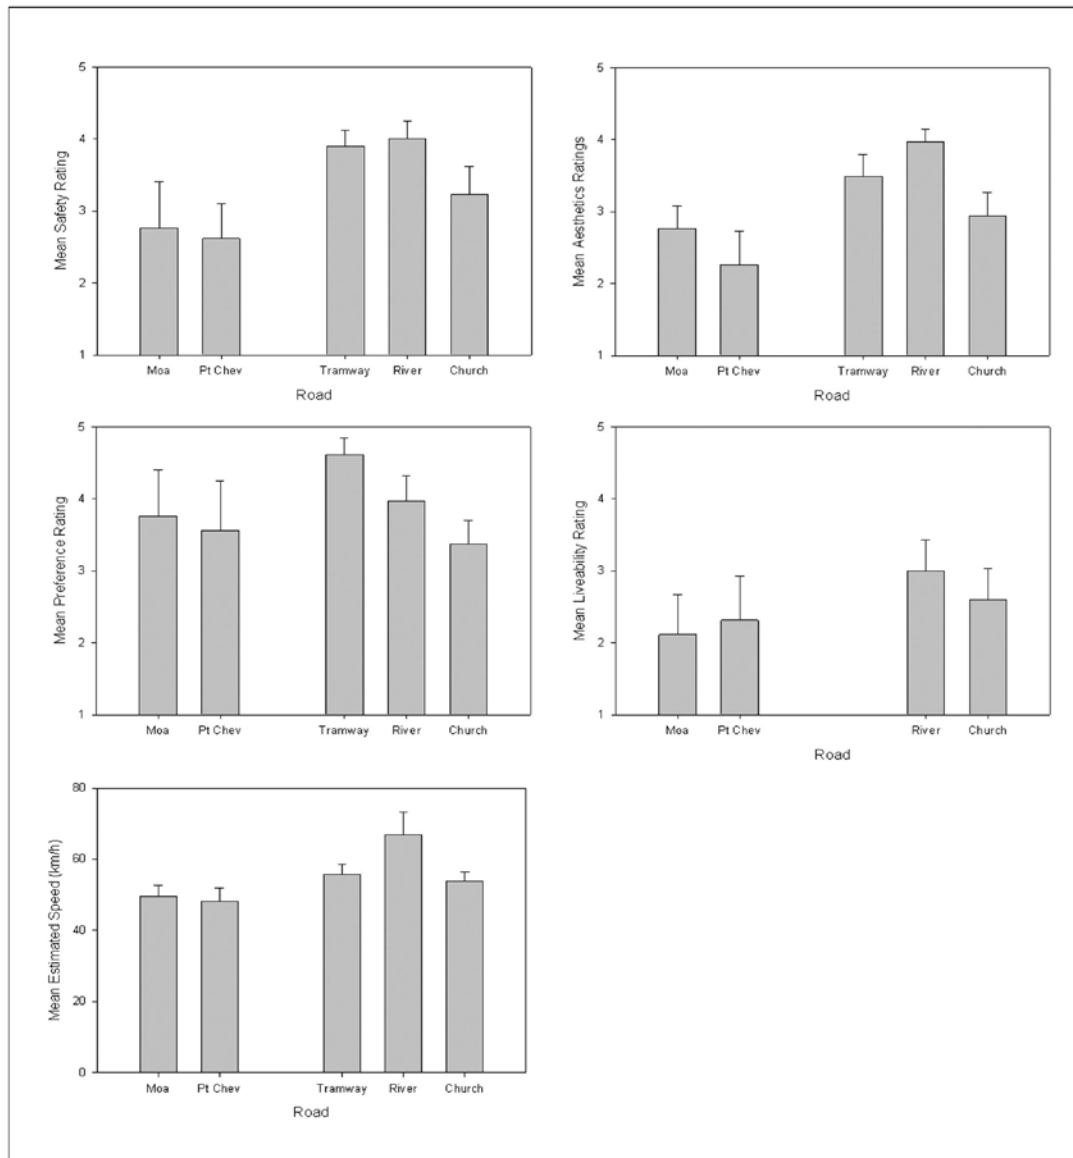 Mean Safety Rating
5
4
3
2
1
Moa Pt Chev Tramway River Church
Road
Mean Aesthetics Ratings
5
4
3
2
1
Moa Pt Chev Tramway River Church
Road
Mean Preference Rating
5
4
3
2
1
Moa Pt Chev Tramway River Church
Mean Liveability Rating
5
4
3
2
1
Moa Pt Chev River Church
Road
Mean Estimated Speed (km/h)
80
60
40
20
0
Moa Pt Chev Tramway River Church
Road